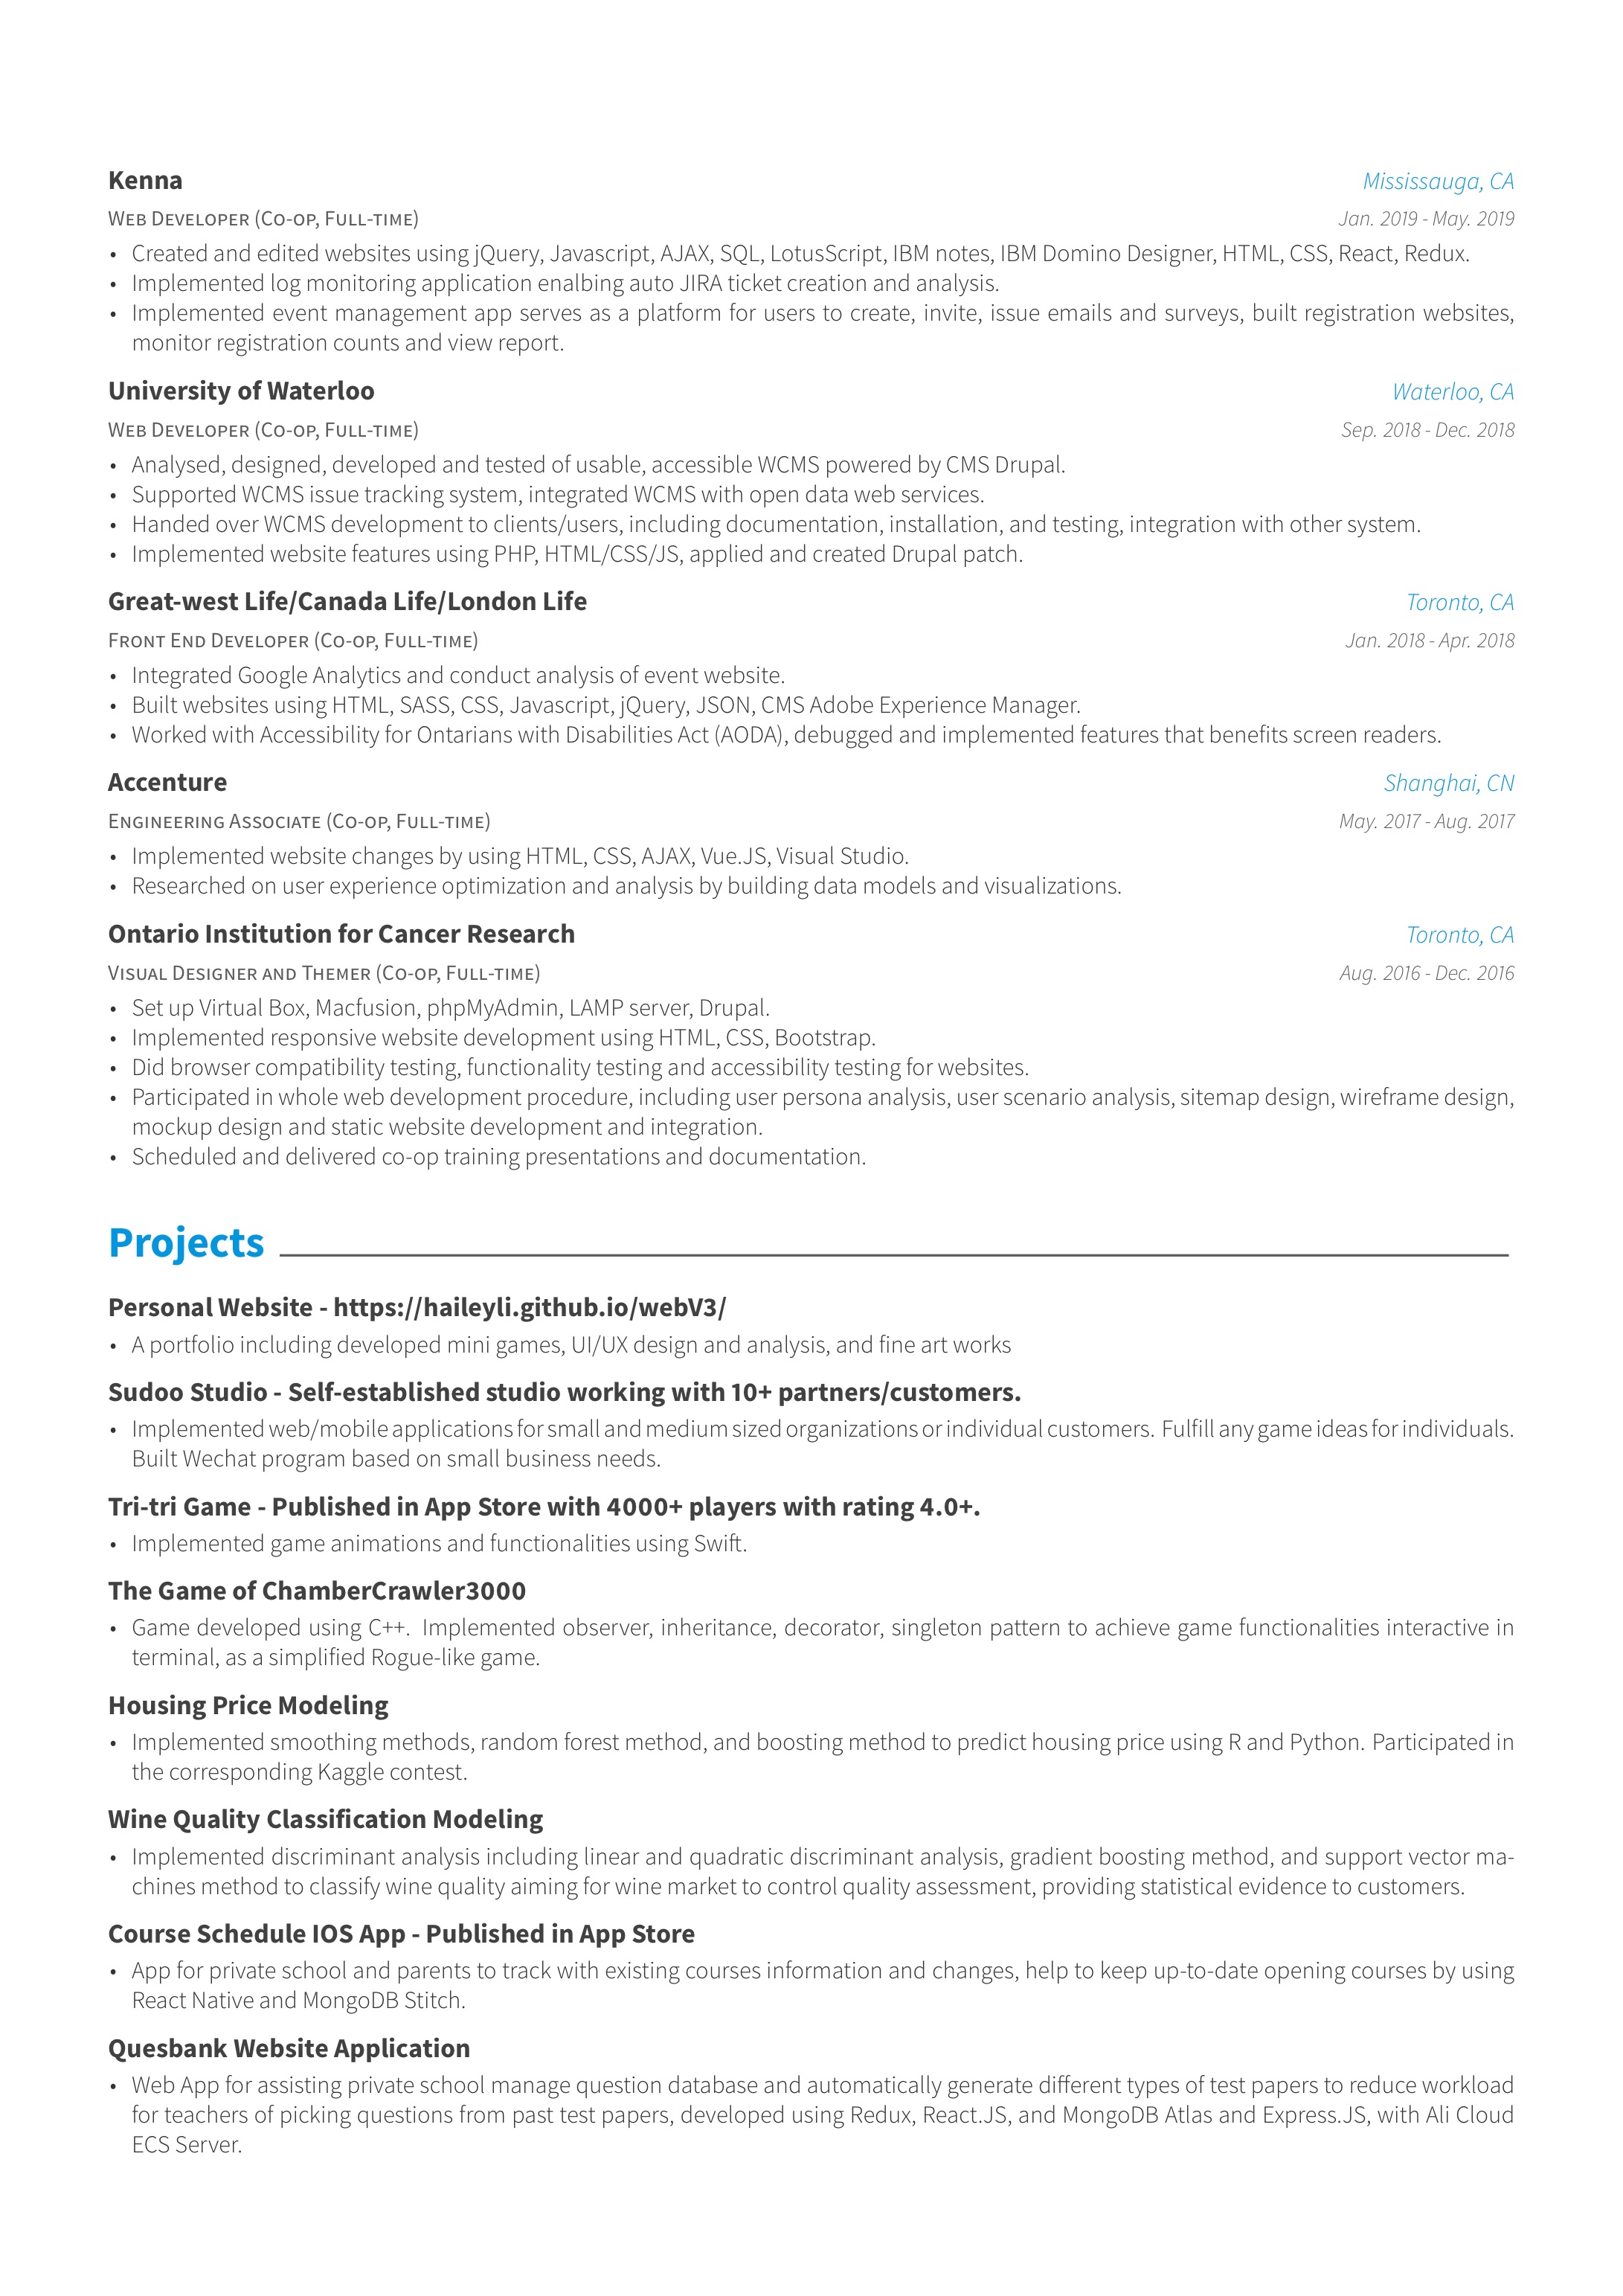 Kenna Mississauga, CA
Web Developer (Co-op, Full-time) Jan. 2019 - May. 2019
• Created and edited websites using jQuery, Javascript, AJAX, SQL, LotusScript, IBM notes, IBM Domino Designer, HTML, CSS, React, Redux.
• Implemented log monitoring application enalbing auto JIRA ticket creation and analysis.
• Implemented event management app serves as a platform for users to create, invite, issue emails and surveys, built registration websites,
monitor registration counts and view report.
University of Waterloo Waterloo, CA
Web Developer (Co-op, Full-time) Sep. 2018 - Dec. 2018
• Analysed, designed, developed and tested of usable, accessible WCMS powered by CMS Drupal.
• Supported WCMS issue tracking system, integrated WCMS with open data web services.
• Handed over WCMS development to clients/users, including documentation, installation, and testing, integration with other system.
• Implemented website features using PHP, HTML/CSS/JS, applied and created Drupal patch.
Great-west Life/Canada Life/London Life Toronto, CA
Front End Developer (Co-op, Full-time) Jan. 2018 - Apr. 2018
• Integrated Google Analytics and conduct analysis of event website.
• Built websites using HTML, SASS, CSS, Javascript, jQuery, JSON, CMS Adobe Experience Manager.
• Worked with Accessibility for Ontarians with Disabilities Act (AODA), debugged and implemented features that benefits screen readers.
Accenture Shanghai, CN
Engineering Associate (Co-op, Full-time) May. 2017 - Aug. 2017
• Implemented website changes by using HTML, CSS, AJAX, Vue.JS, Visual Studio.
• Researched on user experience optimization and analysis by building data models and visualizations.
Ontario Institution for Cancer Research Toronto, CA
Visual Designer and Themer (Co-op, Full-time) Aug. 2016 - Dec. 2016
• Set up Virtual Box, Macfusion, phpMyAdmin, LAMP server, Drupal.
• Implemented responsive website development using HTML, CSS, Bootstrap.
• Did browser compatibility testing, functionality testing and accessibility testing for websites.
• Participated in whole web development procedure, including user persona analysis, user scenario analysis, sitemap design, wireframe design,
mockup design and static website development and integration.
• Scheduled and delivered co-op training presentations and documentation.
Projects
Personal Website - https://haileyli.github.io/webV3/
• A portfolio including developed mini games, UI/UX design and analysis, and fine art works
Sudoo Studio - Self-established studio working with 10+ partners/customers.
• Implemented web/mobile applications for small and medium sized organizations or individual customers. Fulfill any game ideas for individuals.
Built Wechat program based on small business needs.
Tri-tri Game - Published in App Store with 4000+ players with rating 4.0+.
• Implemented game animations and functionalities using Swift.
The Game of ChamberCrawler3000
• Game developed using C++. Implemented observer, inheritance, decorator, singleton pattern to achieve game functionalities interactive in
terminal, as a simplified Rogue-like game.
Housing Price Modeling
• Implemented smoothing methods, random forest method, and boosting method to predict housing price using R and Python. Participated in
the corresponding Kaggle contest.
Wine Quality Classification Modeling
• Implemented discriminant analysis including linear and quadratic discriminant analysis, gradient boosting method, and support vector ma-
chines method to classify wine quality aiming for wine market to control quality assessment, providing statistical evidence to customers.
Course Schedule IOS App - Published in App Store
• App for private school and parents to track with existing courses information and changes, help to keep up-to-date opening courses by using
React Native and MongoDB Stitch.
Quesbank Website Application
• Web App for assisting private school manage question database and automatically generate different types of test papers to reduce workload
for teachers of picking questions from past test papers, developed using Redux, React.JS, and MongoDB Atlas and Express.JS, with Ali Cloud
ECS Server.